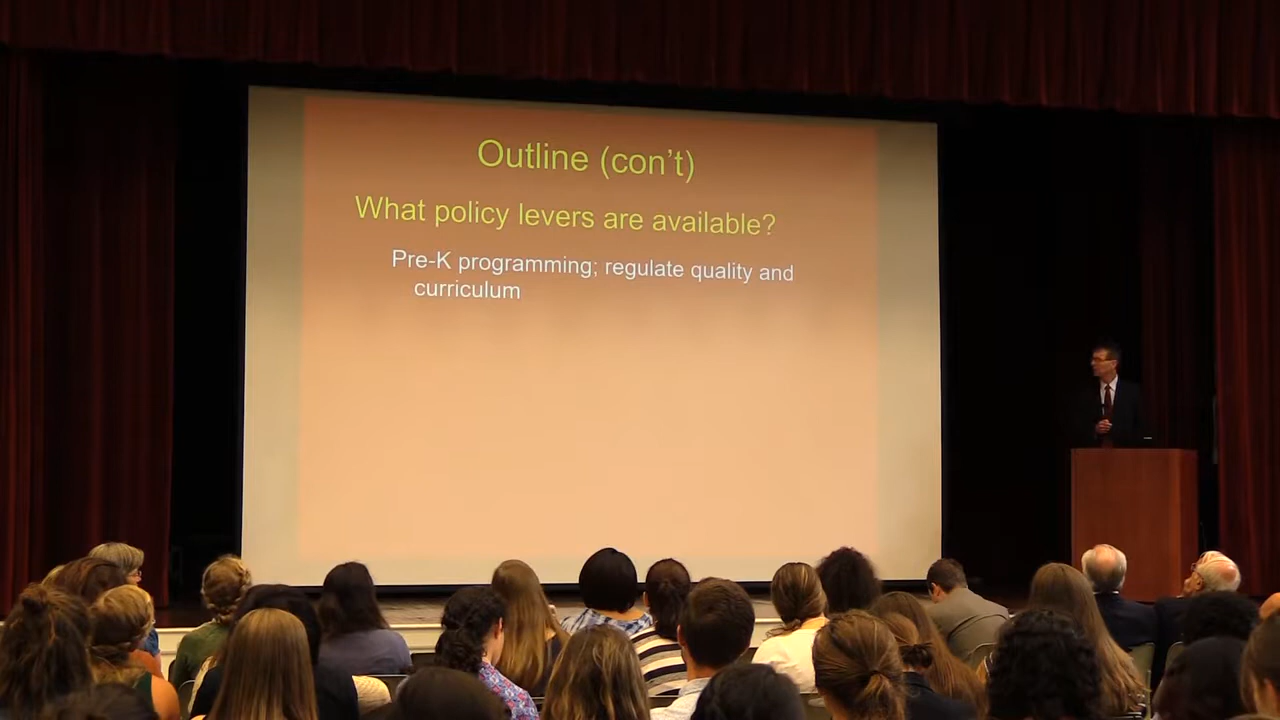 Outline (con't)
What policy levers are available?
Pre-K programming; regulate quality and
curriculum